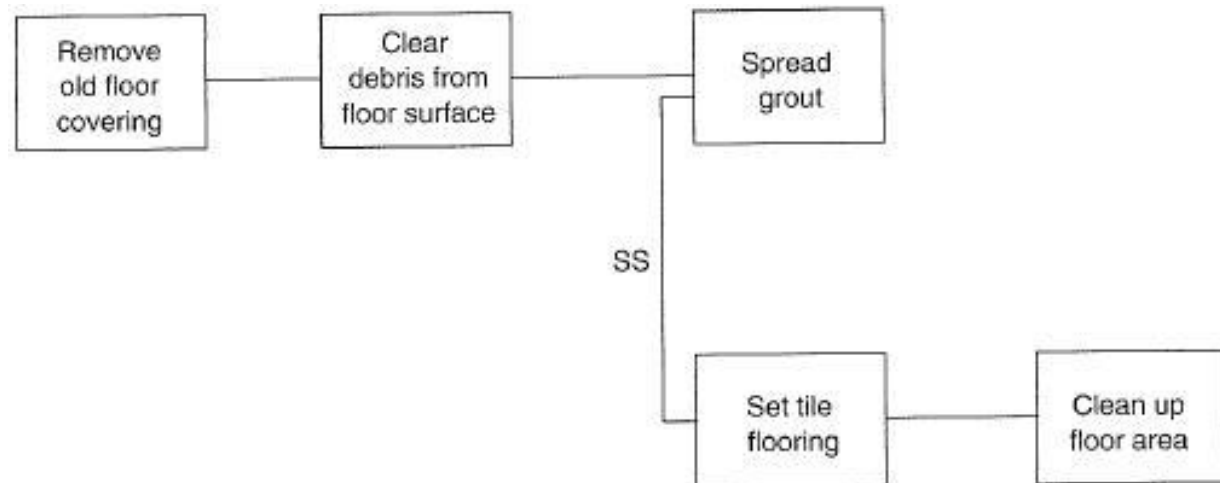 Remove
old floor
covering
Clear
debris from
floor surface
Spread
grout
SS
Set tile
flooring
Clean up
floor area